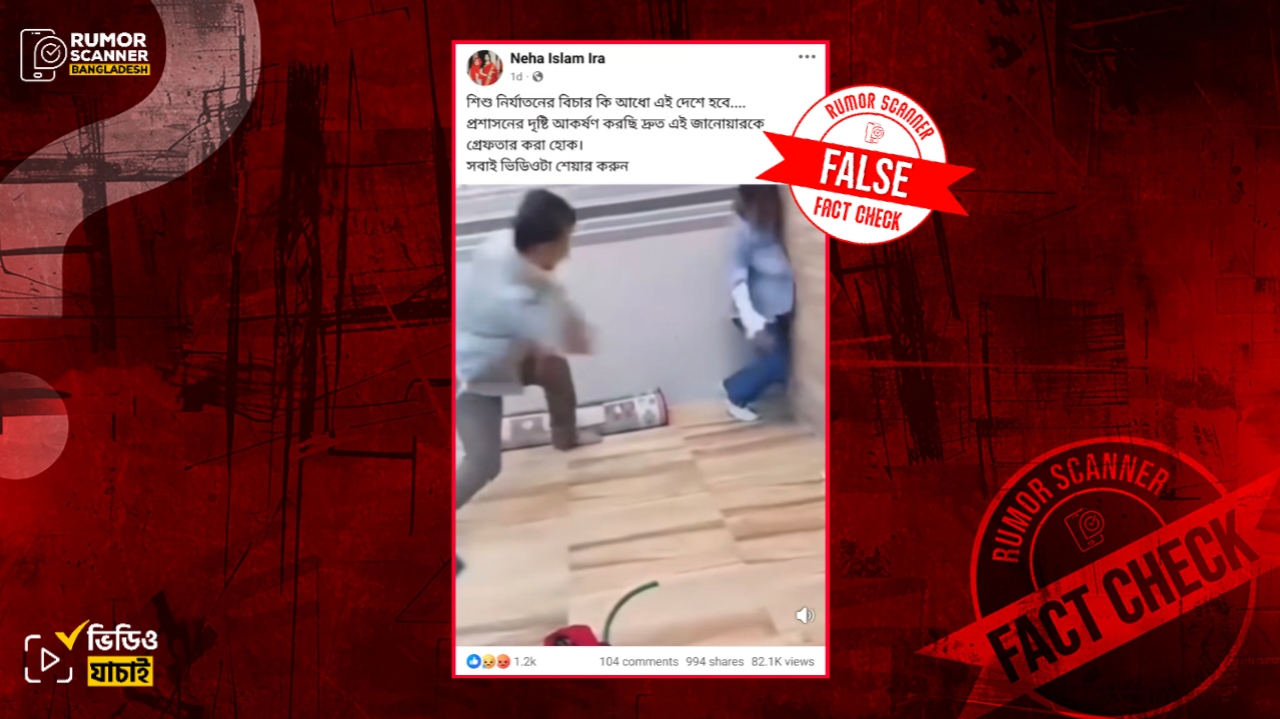 RUMOR
SCANNER
BANGLADESH
Neha Islam Ira
1d
শিশু নির্যাতনের বিচার কি আধো এই দেশে হবে....
প্রশাসনের দৃষ্টি আকর্ষণ করছি দ্রুত এই জানোয়ারকে
গ্রেফতার করা হোক।
সবাই ভিডিওটা শেয়ার করুন
RUMOR SCANNER
FALSE
FACT CHECK
RUMOR SCANNER
FACT CHECK
ভিডিও
যাচাই
1.2k
104 comments 994 shares 82.1K views